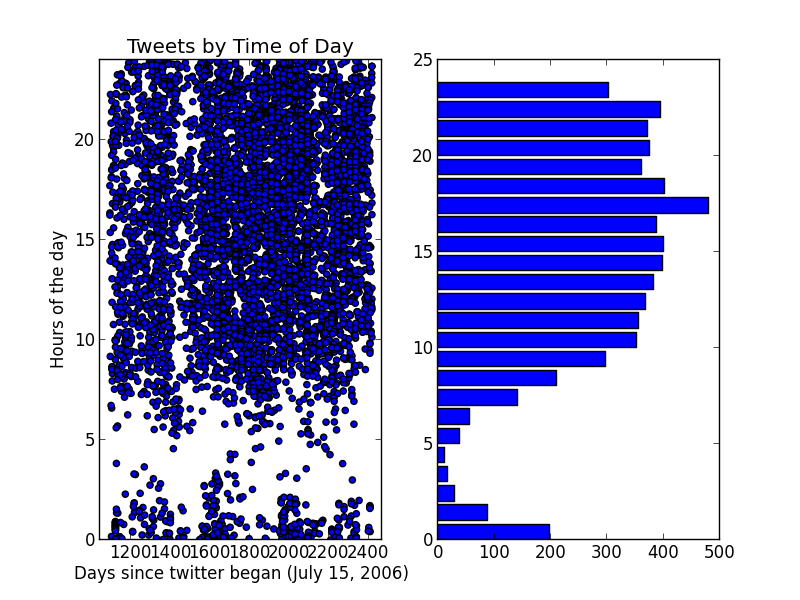 Tweets by Time of Day
Hours of the day
20
15
10
5
0
1200 1400 1600 1800 2000 2200 2400
Days since twitter began (July 15, 2006)
25
20
15
10
5
0
0 100 200 300 400 500